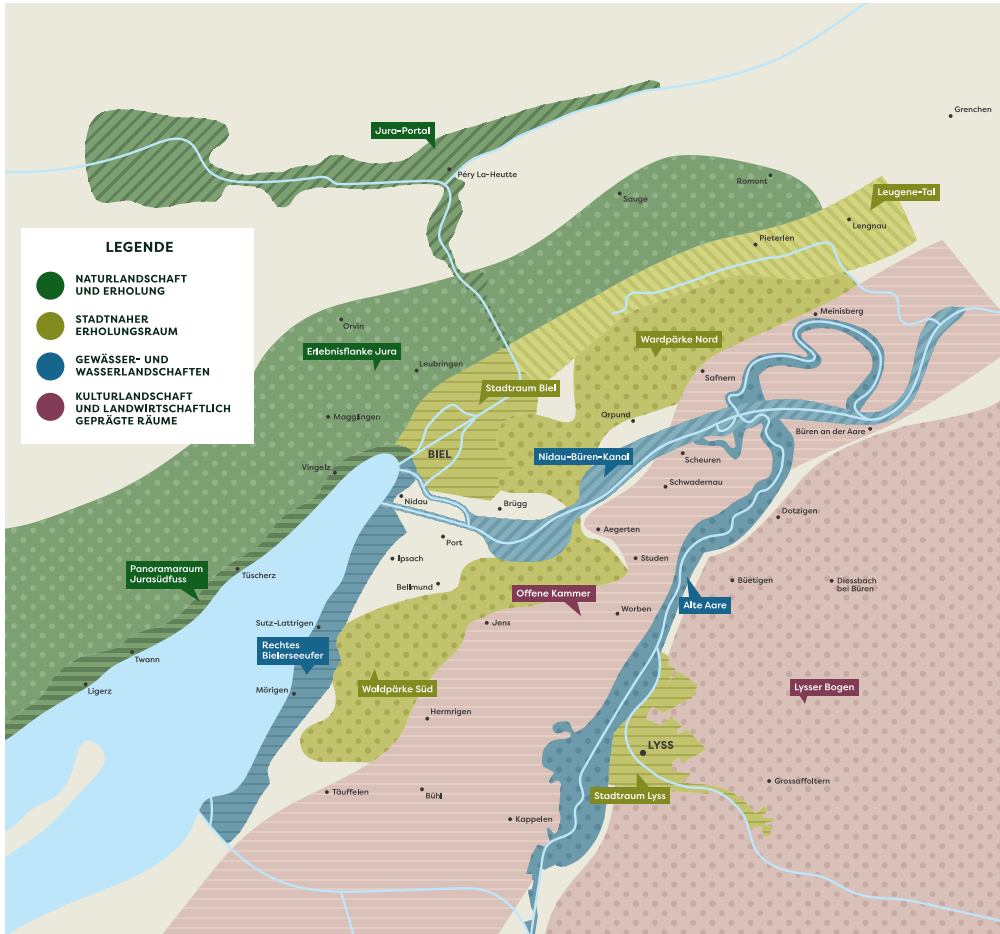 Grenchen
Jura-Portal
Péry La-Heutte
Romont
Leugene-Tal
Sauge
Lengnau
Pieterlen
LEGENDE
NATURLANDSCHAFT
UND ERHOLUNG
STADTNAHER
ERHOLUNGSRAUM
GEWÄSSER- UND
WASSERLANDSCHAFTEN
KULTURLANDSCHAFT
UND LANDWIRTSCHAFTLICH
GEPRÄGTE RÄUME
Meinisberg
Orvin
Wardpärke Nord
Erlebnisflanke Jura
Leubringen
Safnern
Stadtraum Biel
Magglingen
Orpund
Büren an der Aare
BIEL
Nidau-Büren-Kanal
Scheuren
Vingelz
Schwadernau
Nidau
Brügg
Dotzigen
Aegerten
Port
Ipsach
Studen
Panoramaraum
Jurasüdfuss
Tüscherz
Bellmund
Offene Kammer
Büetigen
Diessbach
bei Büren
Alte Aare
Worben
Sutz-Lattrigen
Jens
Rechtes
Bielerseeufer
Twann
Ligerz
Mörigen
Waldpärke Süd
Lysser Bogen
Hermrigen
LYSS
Grossaffoltern
Täuffelen
Bühl
Stadtraum Lyss
Kappelen